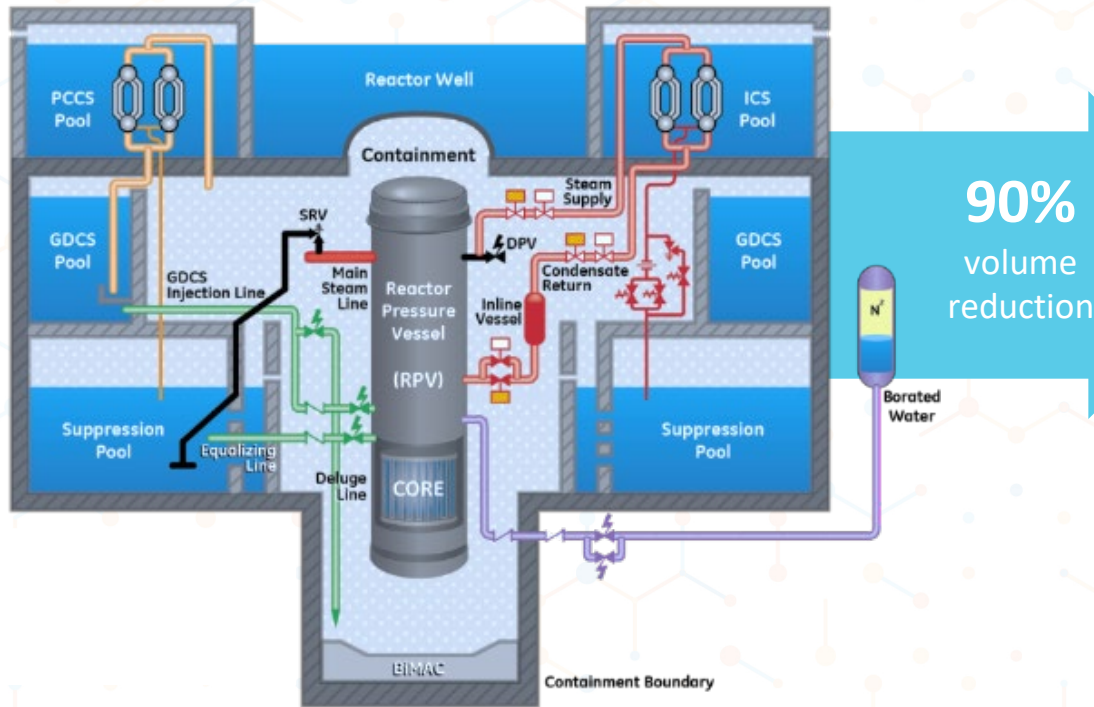 PCCS
Pool
Reactor Well
ICS
Pool
Containment
Steam
Supply
SRV
DPV
GDCS
Pool
GDCS
Injection Line
Main
Steam
Line
Reactor
Pressure
Vessel
(RPV)
Condensate
Return
Inline
Vessel
GDCS
Pool
90%
volume
reduction
N²
Borated
Water
Suppression
Pool
Equalizing
Line
Deluge
Line
CORE
Suppression
Pool
BiMAC
Containment Boundary